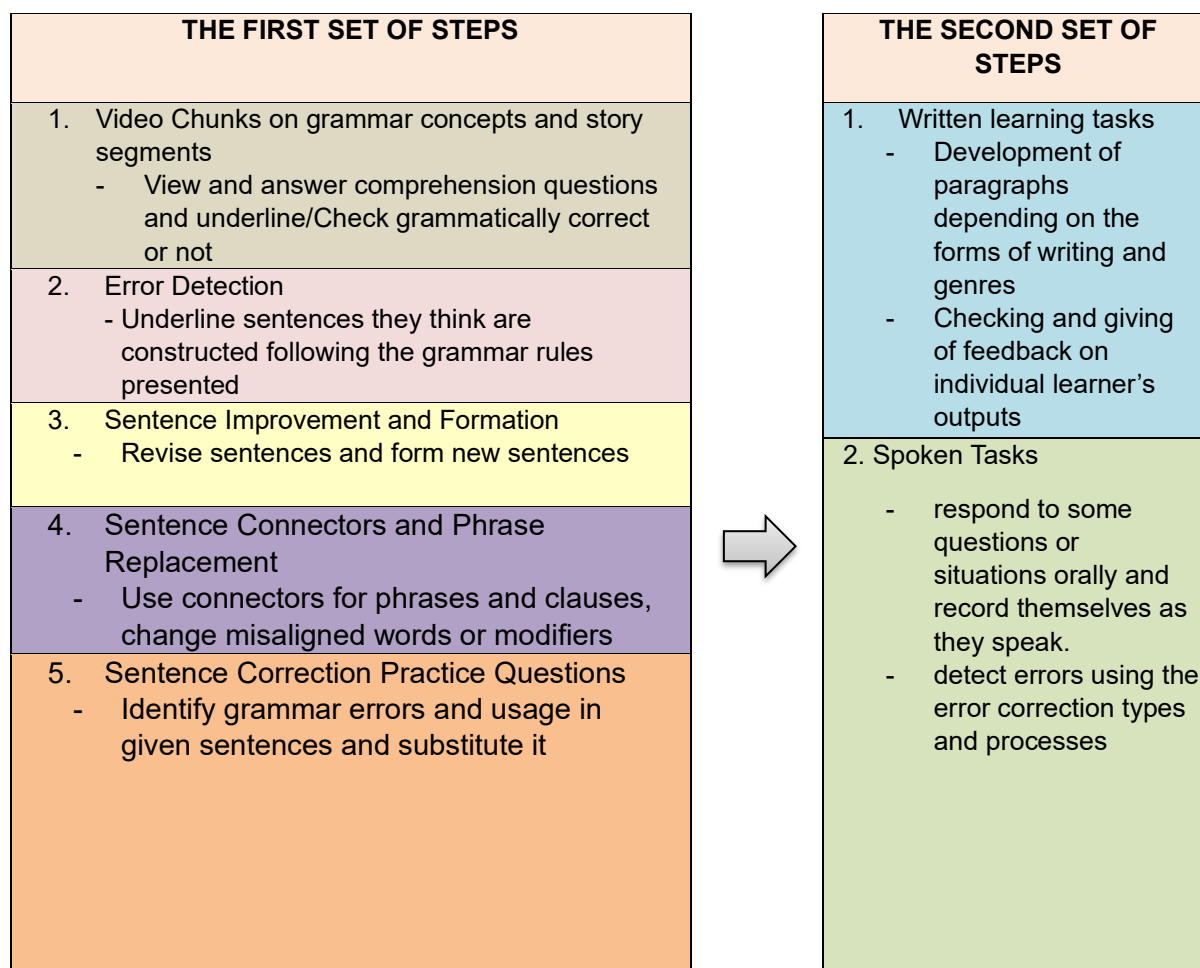 THE FIRST SET OF STEPS
1. Video Chunks on grammar concepts and story
segments
- View and answer comprehension questions
and underline/Check grammatically correct
or not
2. Error Detection
- Underline sentences they think are
constructed following the grammar rules
presented
3. Sentence Improvement and Formation
- Revise sentences and form new sentences
4. Sentence Connectors and Phrase
Replacement
- Use connectors for phrases and clauses,
change misaligned words or modifiers
5. Sentence Correction Practice Questions
- Identify grammar errors and usage in
given sentences and substitute it
THE SECOND SET OF
STEPS
1. Written learning tasks
- Development of
paragraphs
depending on the
forms of writing and
genres
- Checking and giving
of feedback on
individual learner’s
outputs
2. Spoken Tasks
- respond to some
questions or
situations orally and
record themselves as
they speak.
- detect errors using the
error correction types
and processes